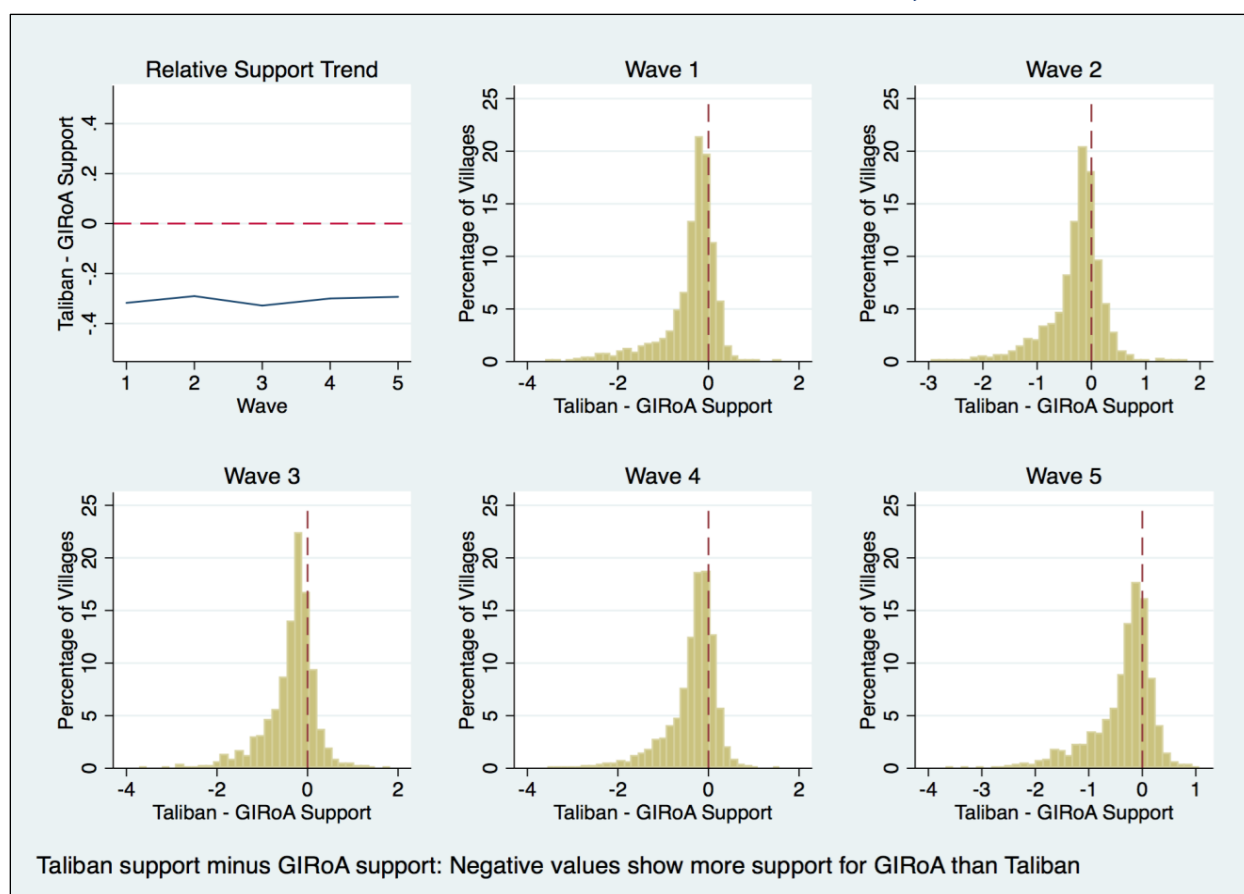 Relative Support Trend
Taliban - GIRoA Support
.4
.2
0
-.2
-.4
1 2 3 4 5
Wave
Wave 1
Percentage of Villages
25
20
15
10
5
0
-4 -2 0 2
Taliban - GIRoA Support
Wave 2
Percentage of Villages
25
20
15
10
5
0
-3 -2 -1 0 1 2
Taliban - GIRoA Support
Wave 3
Percentage of Villages
25
20
15
10
5
0
-4 -2 0 2
Taliban - GIRoA Support
Wave 4
Percentage of Villages
25
20
15
10
5
0
-4 -2 0 2
Taliban - GIRoA Support
Wave 5
Percentage of Villages
25
20
15
10
5
0
-4 -3 -2 -1 0 1
Taliban - GIRoA Support
Taliban support minus GIRoA support: Negative values show more support for GIRoA than Taliban